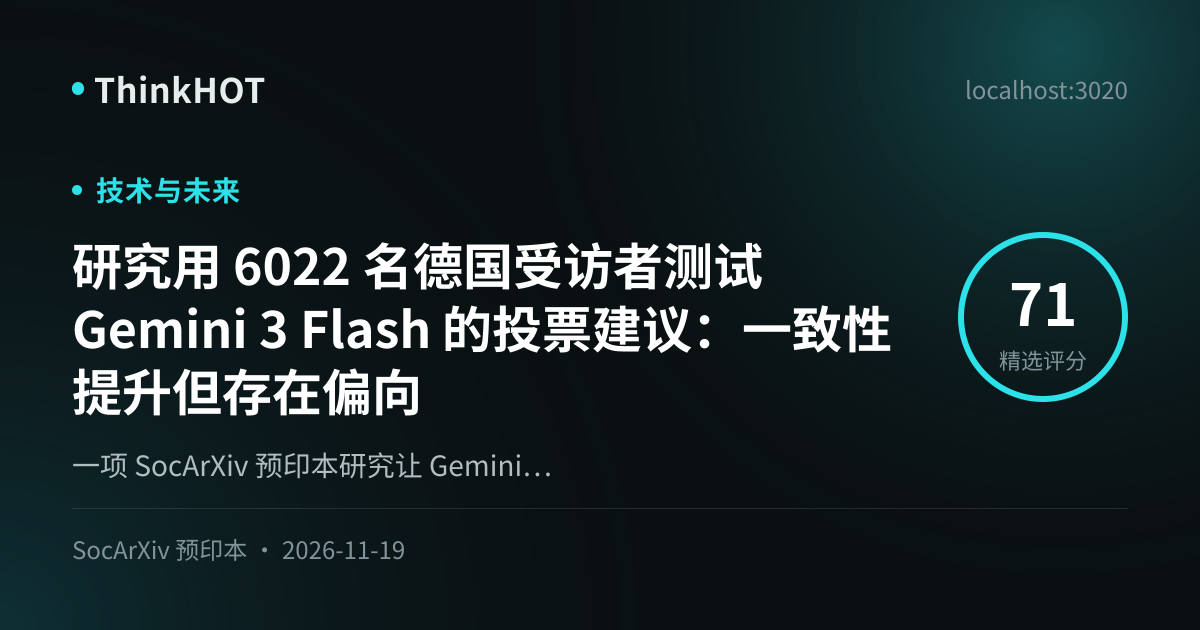 ThinkHOT
localhost:3020
技术与未来
研究用 6022 名德国受访者测试
Gemini 3 Flash 的投票建议：一致性
提升但存在偏向
71
精选评分
一项 SocArXiv 预印本研究让 Gemini…
SocArXiv 预印本 · 2026-11-19